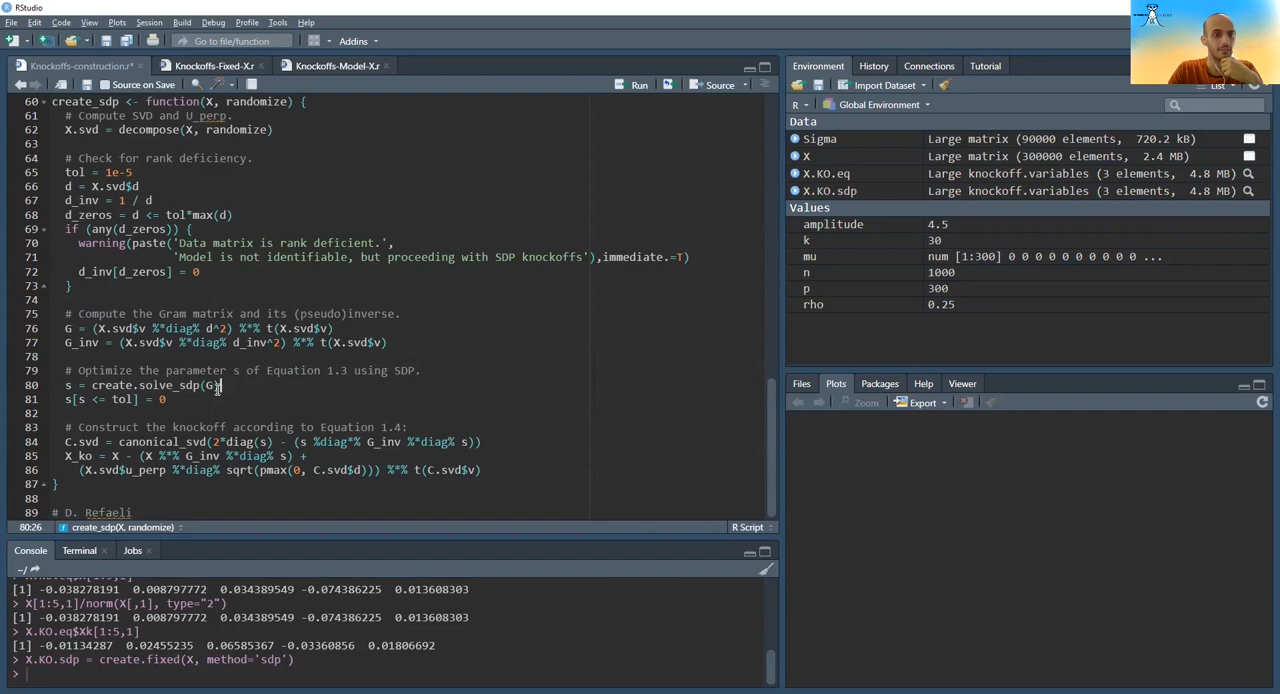 RStudio
File Edit Code View Plots Session Build Debug Profile Tools Help
Go to file/function Addins
Knockoffs-construction.r* Knockoffs-Fixed-X.r Knockoffs-Model-X.r
Source on Save Run Source
60 create_sdp <- function(X, randomize) {
61 # Compute SVD and U_perp.
62 X.svd = decompose(X, randomize)
63
64 # Check for rank deficiency.
65 tol = 1e-5
66 d = X.svd$d
67 d_inv = 1 / d
68 d_zeros = d <= tol*max(d)
69 if (any(d_zeros)) {
70 warning(paste('Data matrix is rank deficient.',
71 'Model is not identifiable, but proceeding with SDP knockoffs'),immediate.=T)
72 d_inv[d_zeros] = 0
73 }
74
75 # Compute the Gram matrix and its (pseudo)inverse.
76 G = (X.svd$v %*diag% d^2) %*% t(X.svd$v)
77 G_inv = (X.svd$v %*diag% d_inv^2) %*% t(X.svd$v)
78
79 # Optimize the parameter s of Equation 1.3 using SDP.
80 s = create.solve_sdp(G)
81 s[s <= tol] = 0
82
83 # Construct the knockoff according to Equation 1.4:
84 C.svd = canonical_svd(2*diag(s) - (s %diag*% G_inv %*diag% s))
85 X_ko = X - (X %*% G_inv %*diag% s) +
86 (X.svd$u_perp %*diag% sqrt(pmax(0, C.svd$d))) %*% t(C.svd$v)
87 }
88
89 # D. Refaeli
80:26 create_sdp(X, randomize) R Script
Console Terminal Jobs
~/
[1] -0.038278191 0.008797772 0.034389549 -0.074386225 0.013608303
> X[1:5,1]/norm(X[,1], type="2")
[1] -0.038278191 0.008797772 0.034389549 -0.074386225 0.013608303
> X.KO.eq$Xk[1:5,1]
[1] -0.01134287 0.02455235 0.06585367 -0.03360856 0.01806692
> X.KO.sdp = create.fixed(X, method='sdp')
>
Environment History Connections Tutorial
Import Dataset List
R Global Environment
Data
Sigma Large matrix (90000 elements, 720.2 kB)
X Large matrix (300000 elements, 2.4 MB)
X.KO.eq Large knockoff.variables (3 elements, 4.8 MB)
X.KO.sdp Large knockoff.variables (3 elements, 4.8 MB)
Values
amplitude 4.5
k 30
mu num [1:300] 0 0 0 0 0 0 0 0 0 0 ...
n 1000
p 300
rho 0.25
Files Plots Packages Help Viewer
Zoom Export